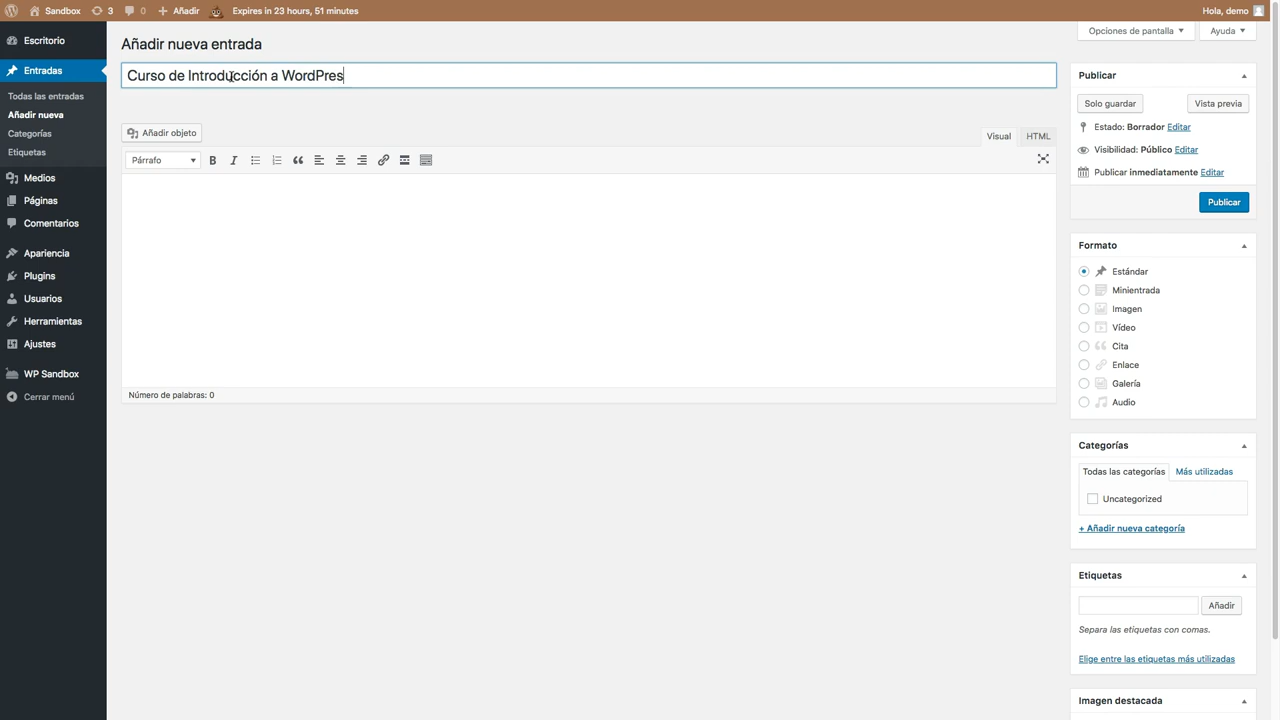 Sandbox 3 0 Añadir Expires in 23 hours, 51 minutes Hola, demo
Escritorio
Entradas
Todas las entradas
Añadir nueva
Categorías
Etiquetas
Medios
Páginas
Comentarios
Apariencia
Plugins
Usuarios
Herramientas
Ajustes
WP Sandbox
Cerrar menú
Opciones de pantalla Ayuda
Añadir nueva entrada
Curso de Introducción a WordPres
Añadir objeto
Visual HTML
Párrafo B I
Número de palabras: 0
Publicar
Solo guardar Vista previa
Estado: Borrador Editar
Visibilidad: Público Editar
Publicar inmediatamente Editar
Publicar
Formato
Estándar
Minientrada
Imagen
Vídeo
Cita
Enlace
Galería
Audio
Categorías
Todas las categorías Más utilizadas
Uncategorized
+ Añadir nueva categoría
Etiquetas
Añadir
Separa las etiquetas con comas.
Elige entre las etiquetas más utilizadas
Imagen destacada